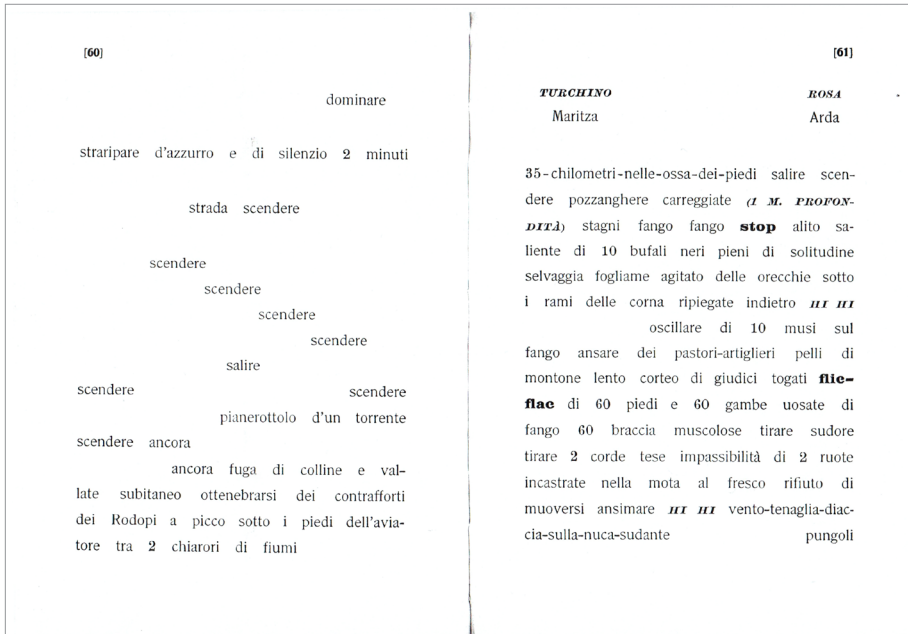 [60]
dominare
straripare d'azzurro e di silenzio 2 minuti
strada scendere
scendere
scendere
scendere
scendere
salire
scendere scendere
pianerottolo d'un torrente
scendere ancora
ancora fuga di colline e val-
late subitaneo ottenebrarsi dei contrafforti
dei Rodopi a picco sotto i piedi dell'avia-
tore tra 2 chiarori di fiumi
[61]
TURCHINO ROSA
Maritza Arda
35-chilometri-nelle-ossa-dei-piedi salire scen-
dere pozzanghere carreggiate (1 M. PROFON-
DITÀ) stagni fango fango stop alito sa-
liente di 10 bufali neri pieni di solitudine
selvaggia fogliame agitato delle orecchie sotto
i rami delle corna ripiegate indietro III III
oscillare di 10 musi sul
fango ansare dei pastori-artiglieri pelli di
montone lento corteo di giudici togati flic-
flac di 60 piedi e 60 gambe uosate di
fango 60 braccia muscolose tirare sudore
tirare 2 corde tese impassibilità di 2 ruote
incastrate nella mota al fresco rifiuto di
muoversi ansimare III III vento-tenaglia-diac-
cia-sulla-nuca-sudante pungoli